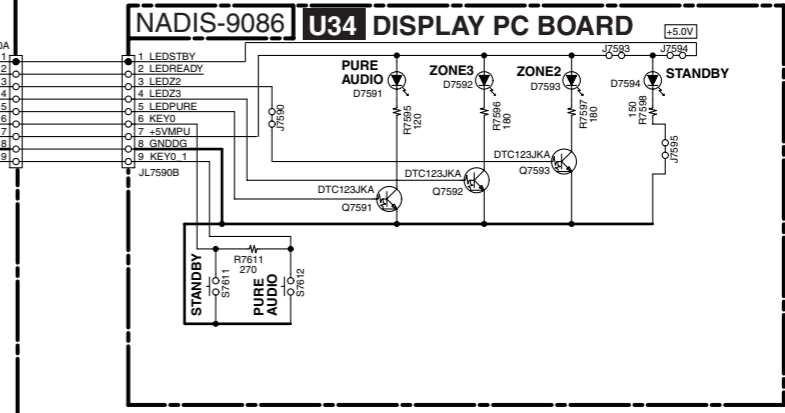 NADIS-9086 U34 DISPLAY PC BOARD
+5.0V
0A
1
2
3
4
5
6
7
8
9
1 LEDSTBY
2 LEDREADY
3 LEDZ2
4 LEDZ3
5 LEDPURE
6 KEY0
7 +5VMPU
8 GNDDG
9 KEY0_1
JL7590B
J7590
PURE
AUDIO
D7591
R7595
120
ZONE3
D7592
R7596
180
ZONE2
D7593
R7597
180
J7593
J7594
STANDBY
D7594
150
R7598
J7595
DTC123JKA
Q7593
DTC123JKA
Q7592
DTC123JKA
Q7591
R7611
270
STANDBY
S7611
PURE
AUDIO
S7612